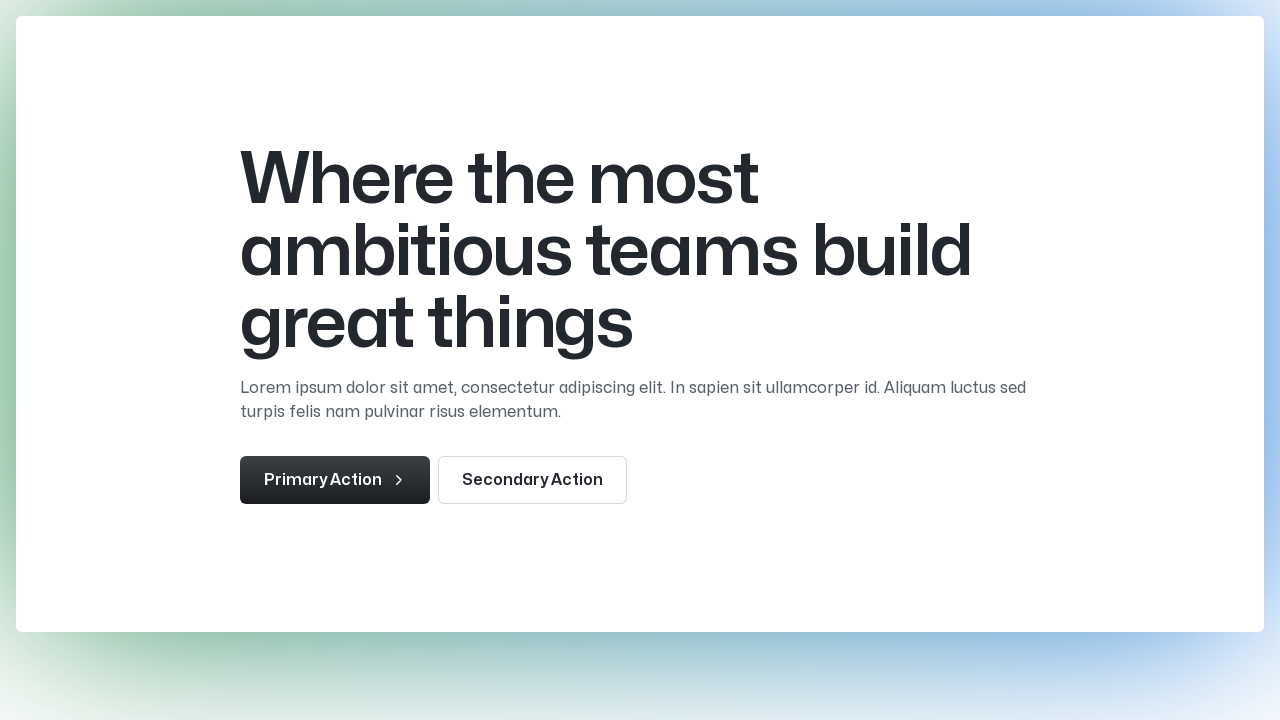 Where the most
ambitious teams build
great things
Lorem ipsum dolor sit amet, consectetur adipiscing elit. In sapien sit ullamcorper id. Aliquam luctus sed
turpis felis nam pulvinar risus elementum.
Primary Action
Secondary Action